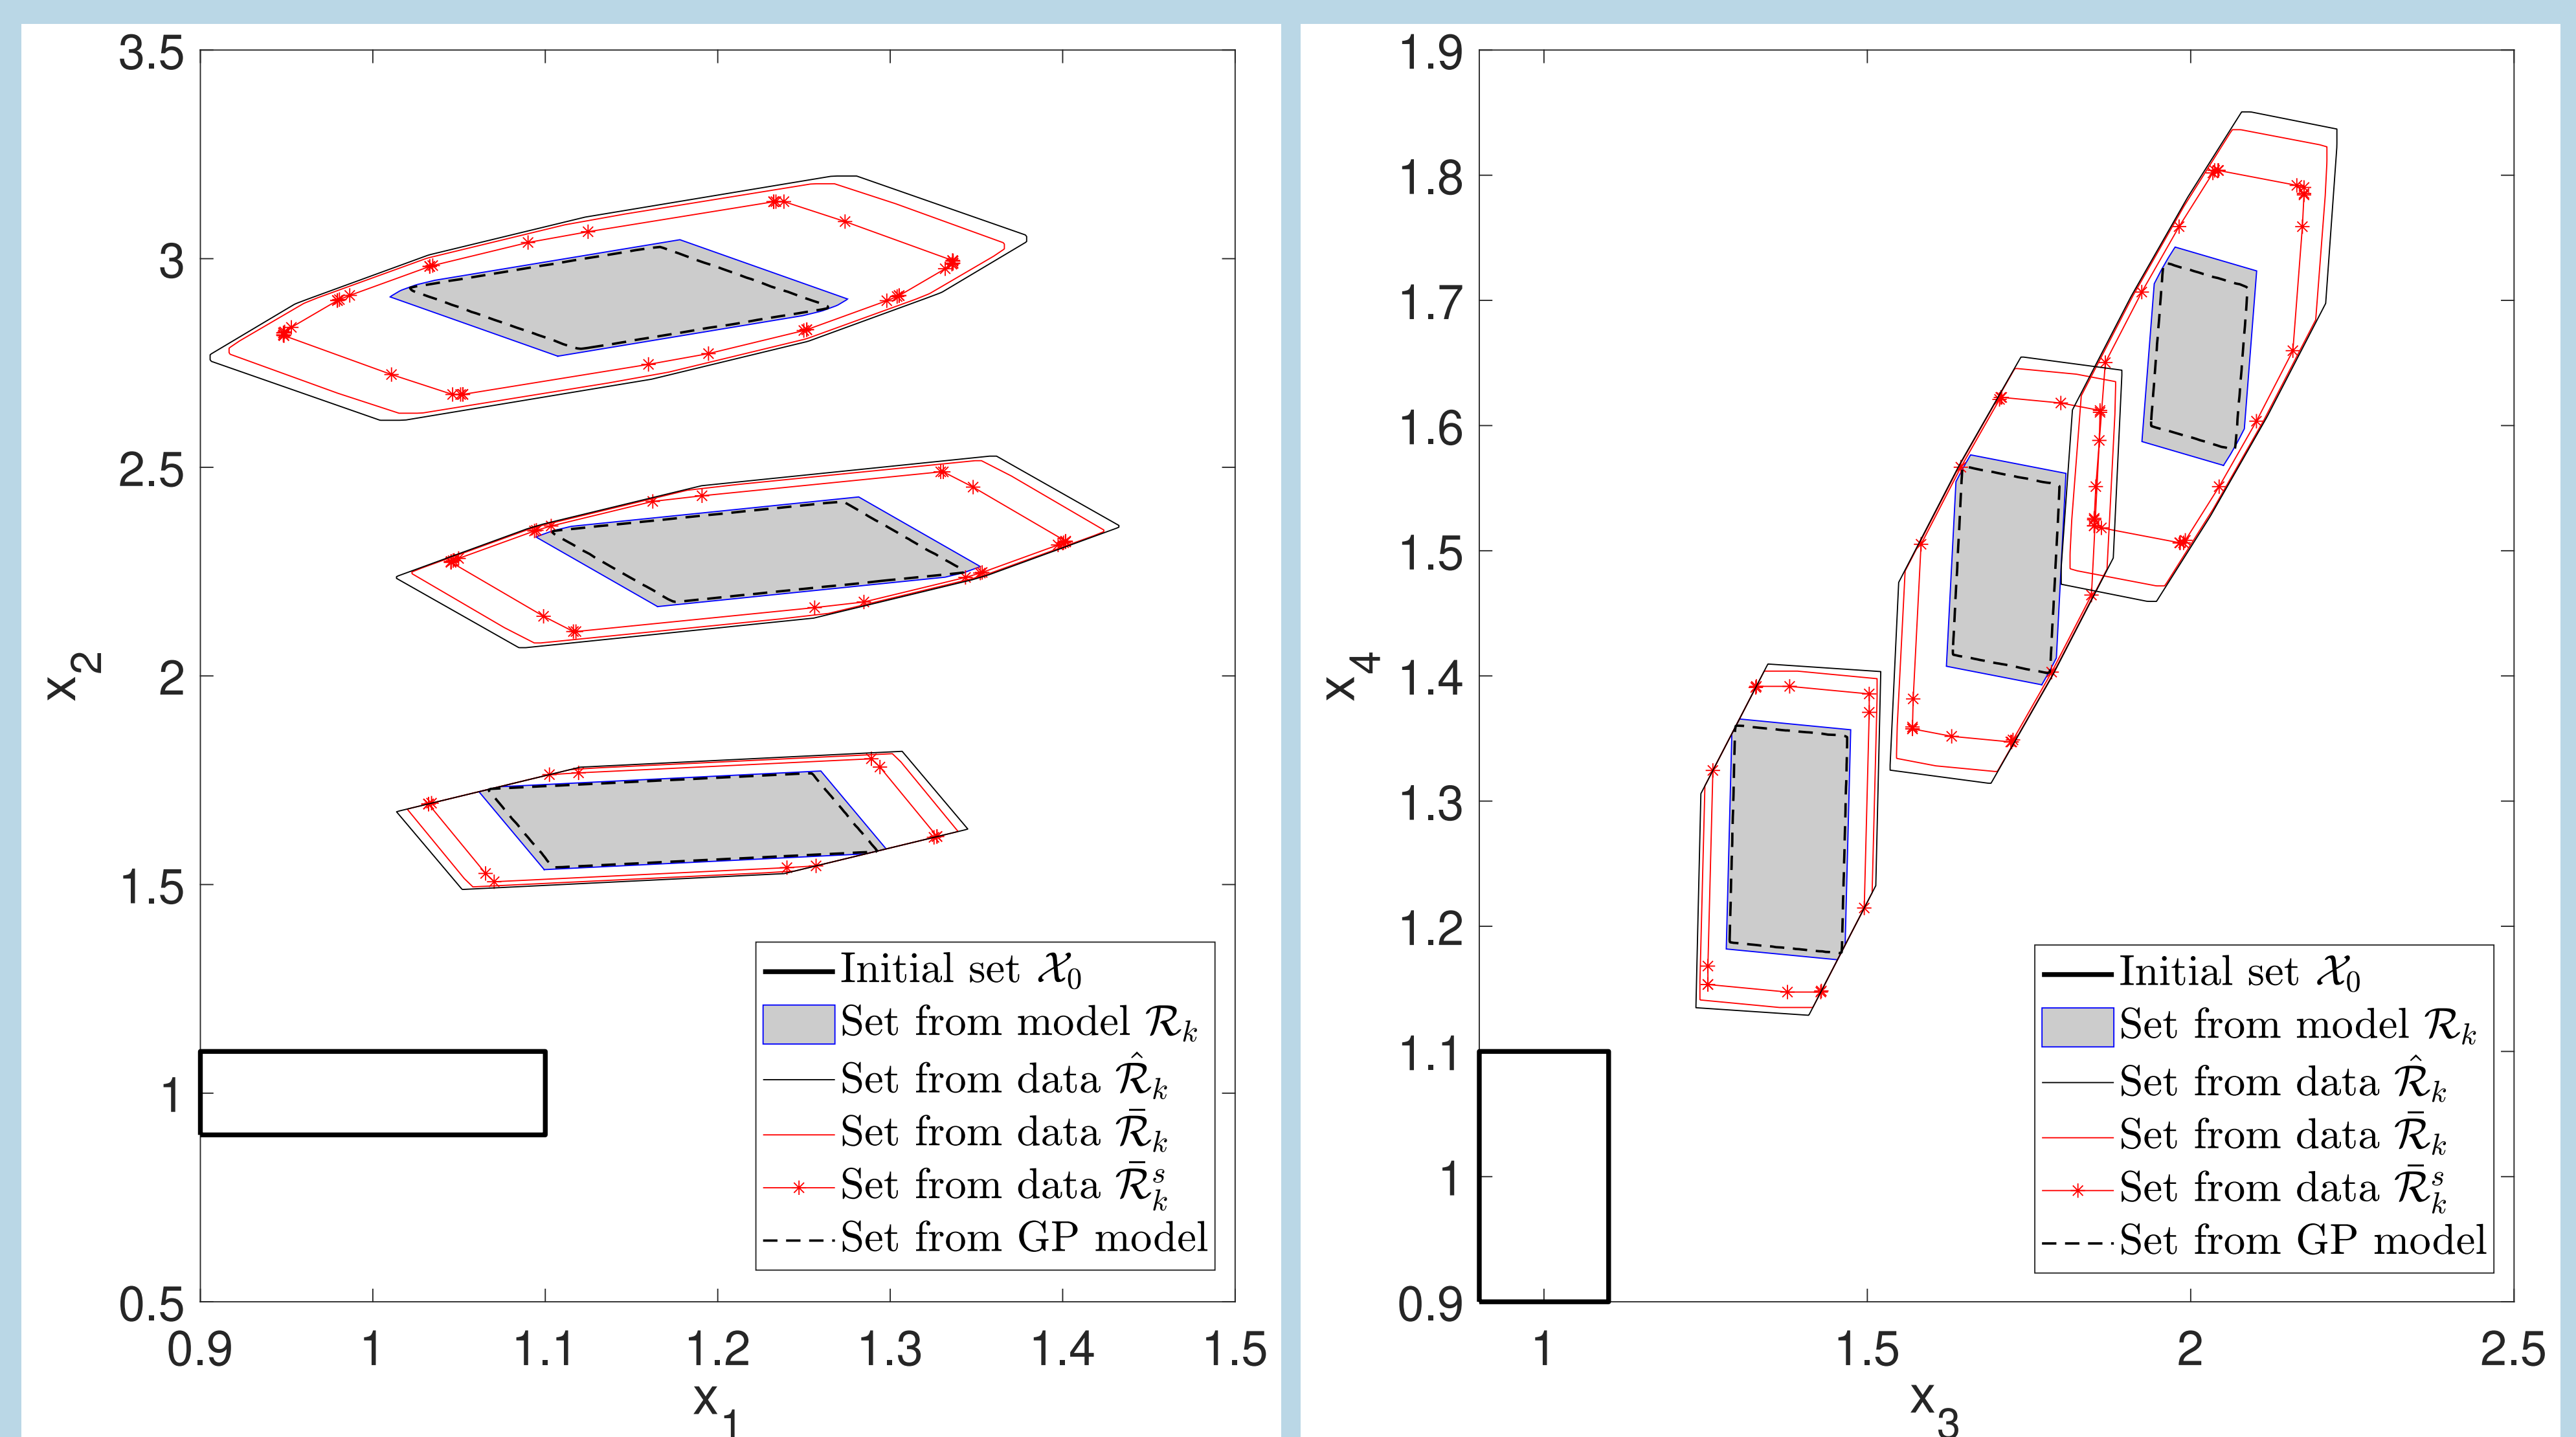 3.5
3
2.5
2
1.5
1
0.5
0.9 1 1.1 1.2 1.3 1.4 1.5
x₂
x₁
Initial set 𝒳₀
Set from model ℛₖ
Set from data ℛ̂ₖ
Set from data ℛ̄ₖ
Set from data ℛ̄ₖˢ
Set from GP model
1.9
1.8
1.7
1.6
1.5
1.4
1.3
1.2
1.1
1
0.9
1 1.5 2 2.5
x₄
x₃
Initial set 𝒳₀
Set from model ℛₖ
Set from data ℛ̂ₖ
Set from data ℛ̄ₖ
Set from data ℛ̄ₖˢ
Set from GP model